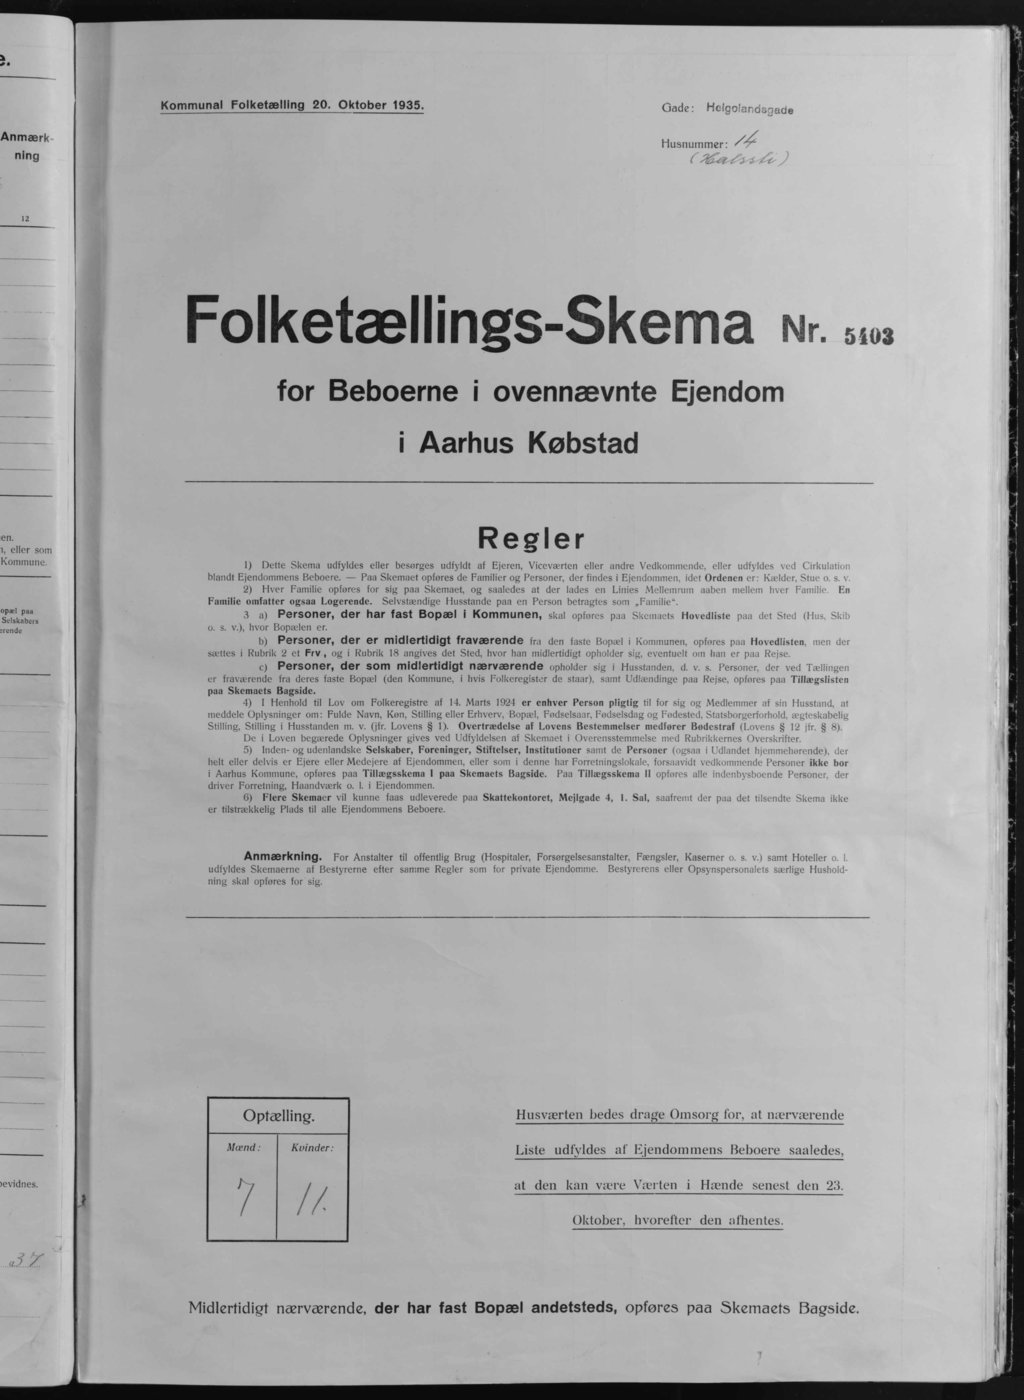 e.
Anmærk-
ning
12
en.
, eller som
Kommune.
opæl paa
Selskabers
erende
evidnes.
37
Kommunal Folketælling 20. Oktober 1935.
Gade: Helgolandsgade
Husnummer: 14
Folketællings-Skema Nr. 5403
for Beboerne i ovennævnte Ejendom
i Aarhus Købstad
Regler
1) Dette Skema udfyldes eller besørges udfyldt af Ejeren, Viceværten eller andre Vedkommende, eller udfyldes ved Cirkulation
blandt Ejendommens Beboere. — Paa Skemaet opføres de Familier og Personer, der findes i Ejendommen, idet Ordenen er: Kælder, Stue o. s. v.
2) Hver Familie opføres for sig paa Skemaet, og saaledes at der lades en Linies Mellemrum aaben mellem hver Familie. En
Familie omfatter ogsaa Logerende. Selvstændige Husstande paa en Person betragtes som „Familie“.
3 a) Personer, der har fast Bopæl i Kommunen, skal opføres paa Skemaets Hovedliste paa det Sted (Hus, Skib
o. s. v.), hvor Bopælen er.
b) Personer, der er midlertidigt fraværende fra den faste Bopæl i Kommunen, opføres paa Hovedlisten, men der
sættes i Rubrik 2 et Frv, og i Rubrik 18 angives det Sted, hvor han midlertidigt opholder sig, eventuelt om han er paa Rejse.
c) Personer, der som midlertidigt nærværende opholder sig i Husstanden, d. v. s. Personer, der ved Tællingen
er fraværende fra deres faste Bopæl (den Kommune, i hvis Folkeregister de staar), samt Udlændinge paa Rejse, opføres paa Tillægslisten
paa Skemaets Bagside.
4) I Henhold til Lov om Folkeregistre af 14. Marts 1924 er enhver Person pligtig til for sig og Medlemmer af sin Husstand, at
meddele Oplysninger om: Fulde Navn, Køn, Stilling eller Erhverv, Bopæl, Fødselsaar, Fødselsdag og Fødested, Statsborgerforhold, ægteskabelig
Stilling, Stilling i Husstanden m. v. (jfr. Lovens § 1). Overtrædelse af Lovens Bestemmelser medfører Bødestraf (Lovens § 12 jfr. § 8).
De i Loven begærede Oplysninger gives ved Udfyldelsen af Skemaet i Overensstemmelse med Rubrikkernes Overskrifter.
5) Inden- og udenlandske Selskaber, Foreninger, Stiftelser, Institutioner samt de Personer (ogsaa i Udlandet hjemmehørende), der
helt eller delvis er Ejere eller Medejere af Ejendommen, eller som i denne har Forretningslokale, forsaavidt vedkommende Personer ikke bor
i Aarhus Kommune, opføres paa Tillægsskema I paa Skemaets Bagside. Paa Tillægsskema II opføres alle indenbysboende Personer, der
driver Forretning, Haandværk o. l. i Ejendommen.
6) Flere Skemaer vil kunne faas udleverede paa Skattekontoret, Mejlgade 4, 1. Sal, saafremt der paa det tilsendte Skema ikke
er tilstrækkelig Plads til alle Ejendommens Beboere.
Anmærkning. For Anstalter til offentlig Brug (Hospitaler, Forsørgelsesanstalter, Fængsler, Kaserner o. s. v.) samt Hoteller o. l.
udfyldes Skemaerne af Bestyrerne efter samme Regler som for private Ejendomme. Bestyrerens eller Opsynspersonalets særlige Hushold-
ning skal opføres for sig.
Optælling.
Mænd: Kvinder:
7 11.
Husværten bedes drage Omsorg for, at nærværende
Liste udfyldes af Ejendommens Beboere saaledes,
at den kan være Værten i Hænde senest den 23.
Oktober, hvorefter den afhentes.
Midlertidigt nærværende, der har fast Bopæl andetsteds, opføres paa Skemaets Bagside.